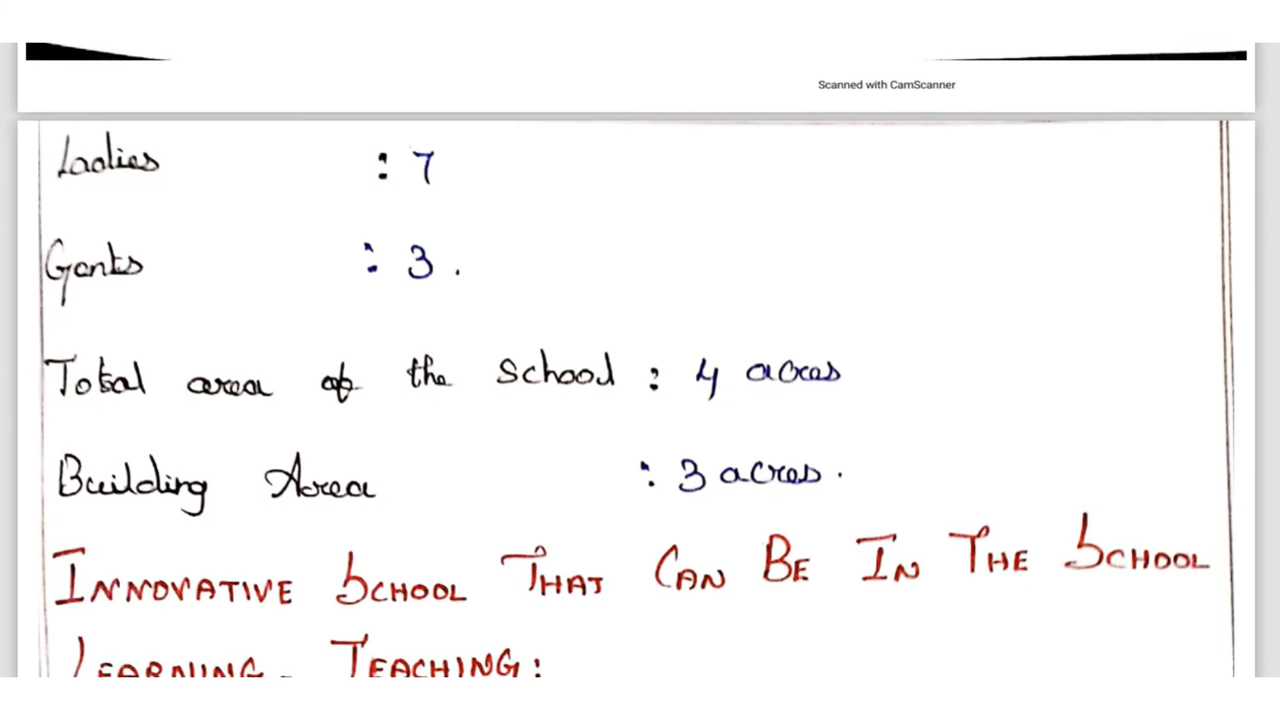 Scanned with CamScanner
Ladies : 7
Gents : 3 .
Total area of the school : 4 acres
Building Area : 3 acres .
INNOVATIVE SCHOOL THAT CAN BE IN THE SCHOOL
LEARNING - TEACHING :